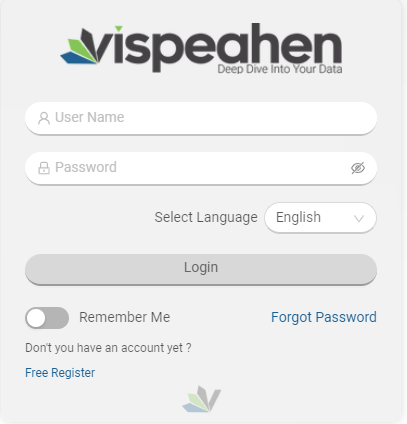 vispeahen
Deep Dive Into Your Data
User Name
Password
Select Language English
Login
Remember Me Forgot Password
Don't you have an account yet ?
Free Register